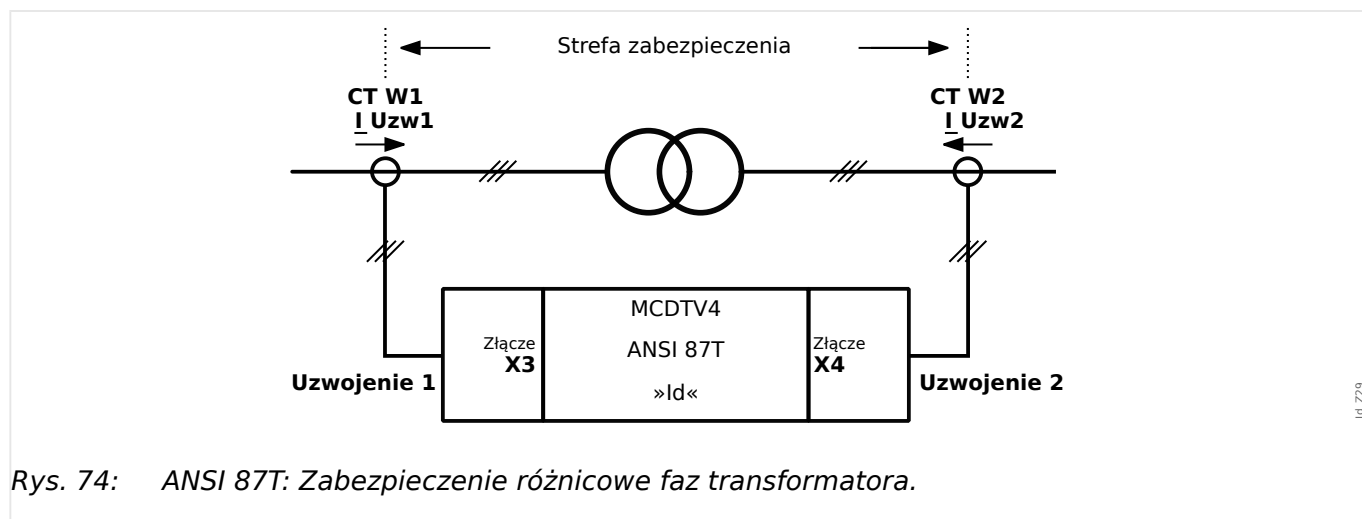 Strefa zabezpieczenia
CT W1
I Uzw1
CT W2
I Uzw2
MCDTV4
ANSI 87T
»Id«
Złącze
X3
Złącze
X4
Uzwojenie 1
Uzwojenie 2
Id_Z29
Rys. 74: ANSI 87T: Zabezpieczenie różnicowe faz transformatora.